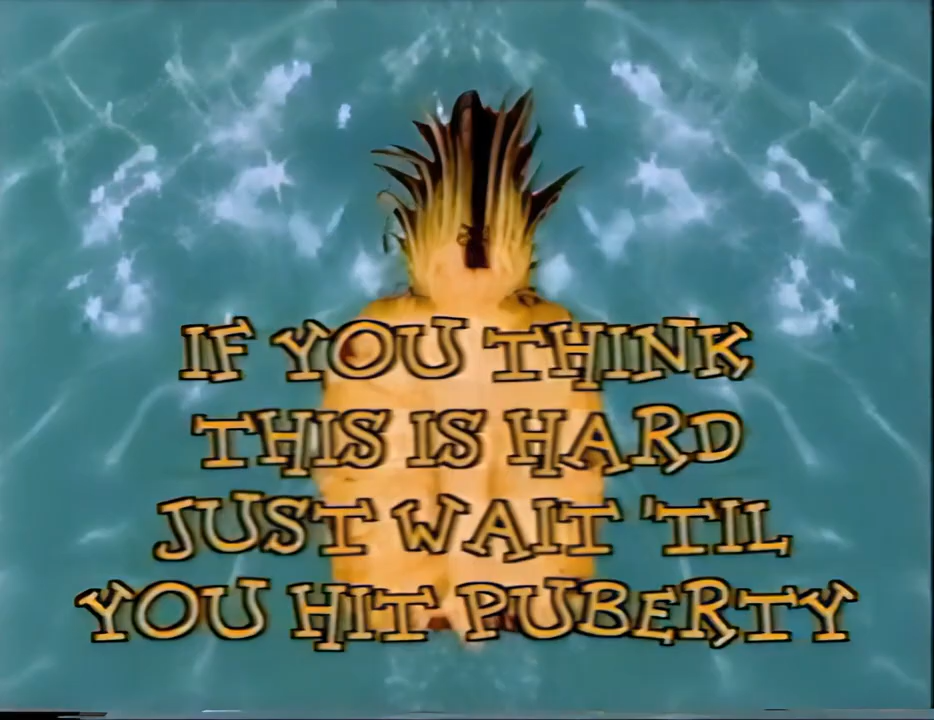 IF YOU THINK
THIS IS HARD
JUST WAIT 'TIL
YOU HIT PUBERTY